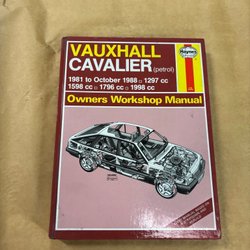 VAUXHALL
CAVALIER (petrol)
Haynes
1981 to October 1988 □ 1297 cc
1598 cc □ 1796 cc □ 1998 cc
Owners Workshop Manual